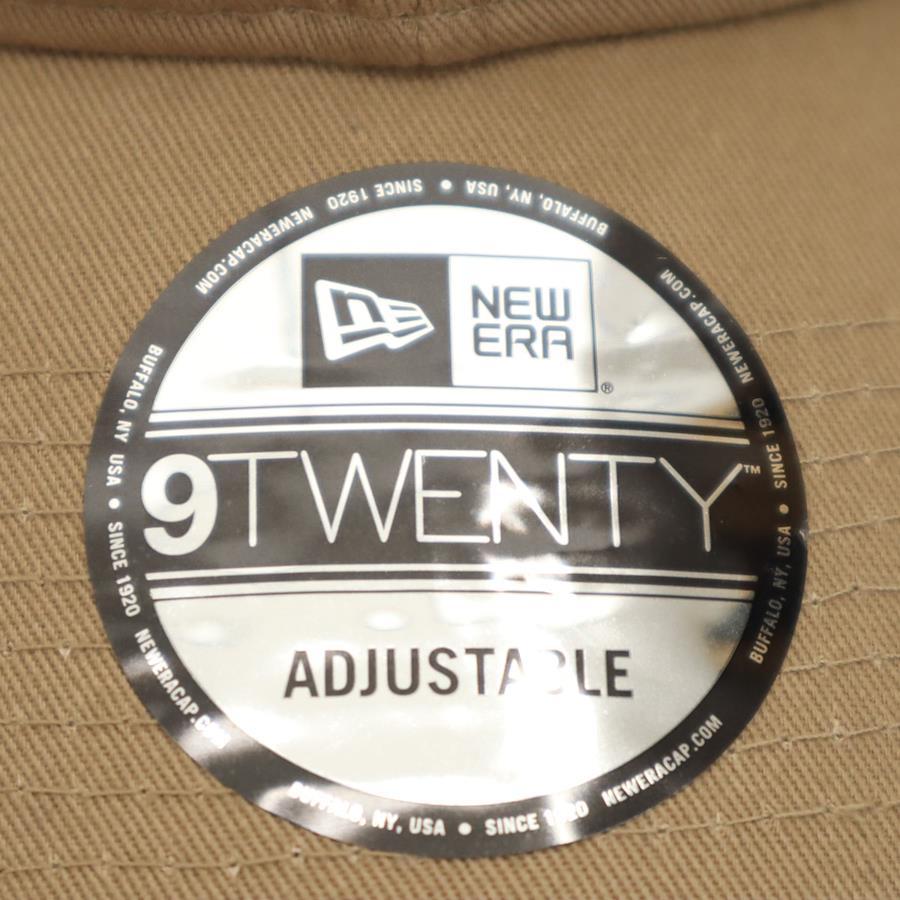 NEW
ERA
®
9TWENTY™
ADJUSTABLE
BUFFALO, NY, USA • SINCE 1920 NEWERACAP.COM
BUFFALO, NY, USA • SINCE 1920 NEWERACAP.COM
BUFFALO, NY, USA • SINCE 1920 NEWERACAP.COM
BUFFALO, NY USA • SINCE 1920 NEWERACAP.COM